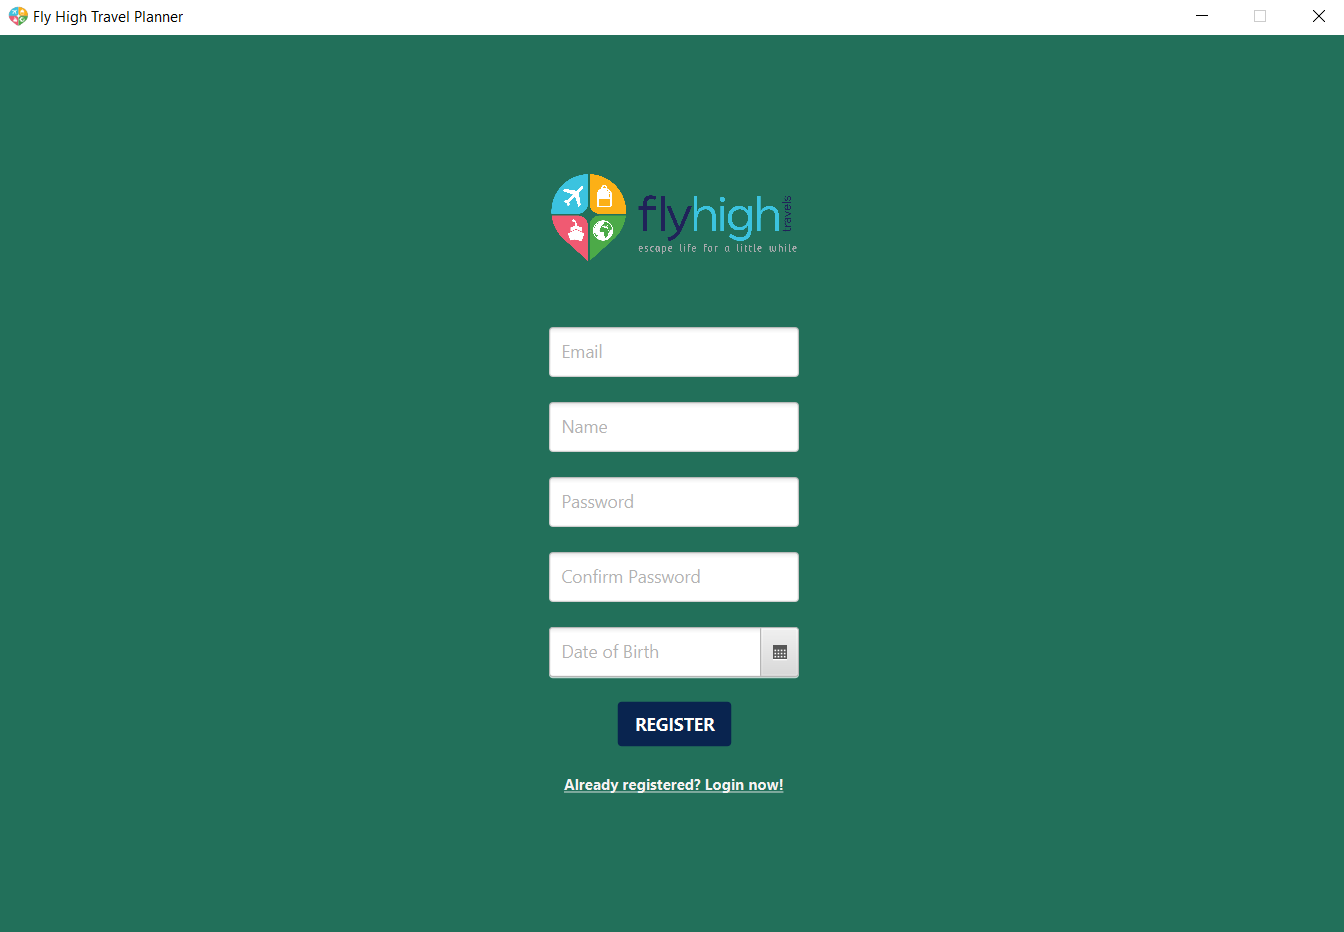 Fly High Travel Planner
flyhigh travels
escape life for a little while
Email
Name
Password
Confirm Password
Date of Birth
REGISTER
Already registered? Login now!